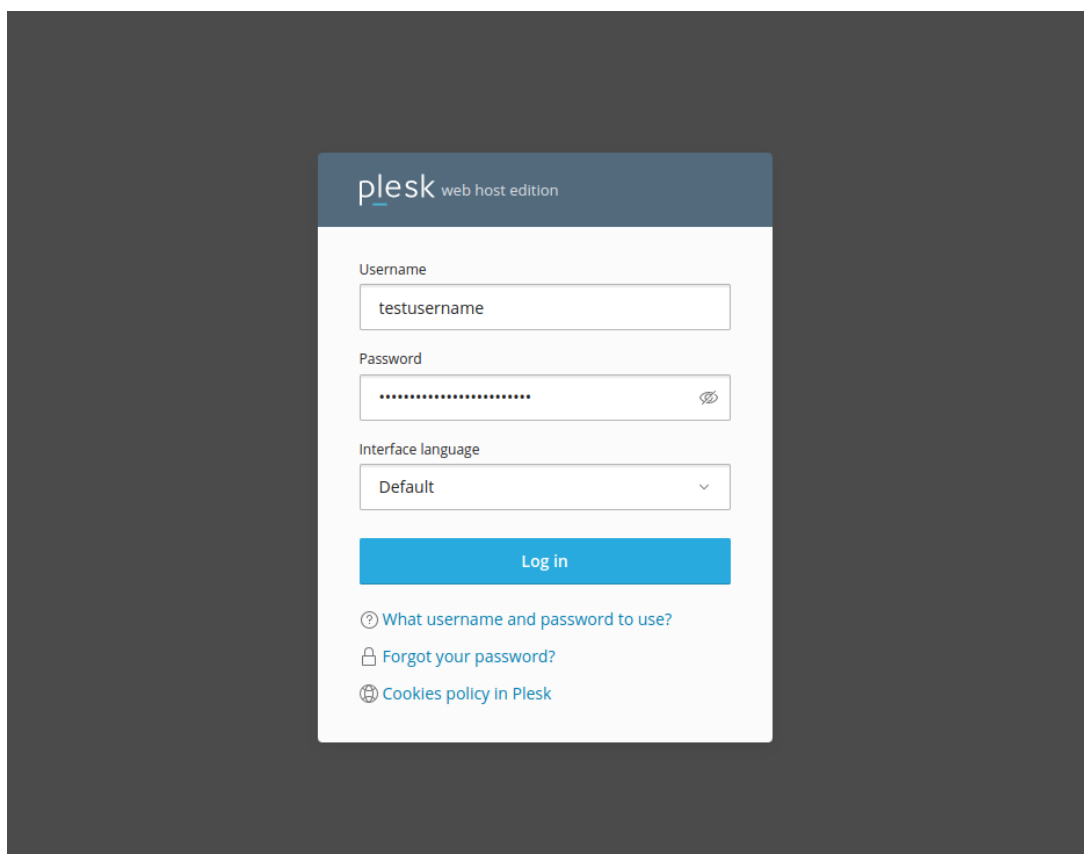 plesk web host edition
Username
testusername
Password
•••••••••••••••••••••••••
Interface language
Default
Log in
What username and password to use?
Forgot your password?
Cookies policy in Plesk